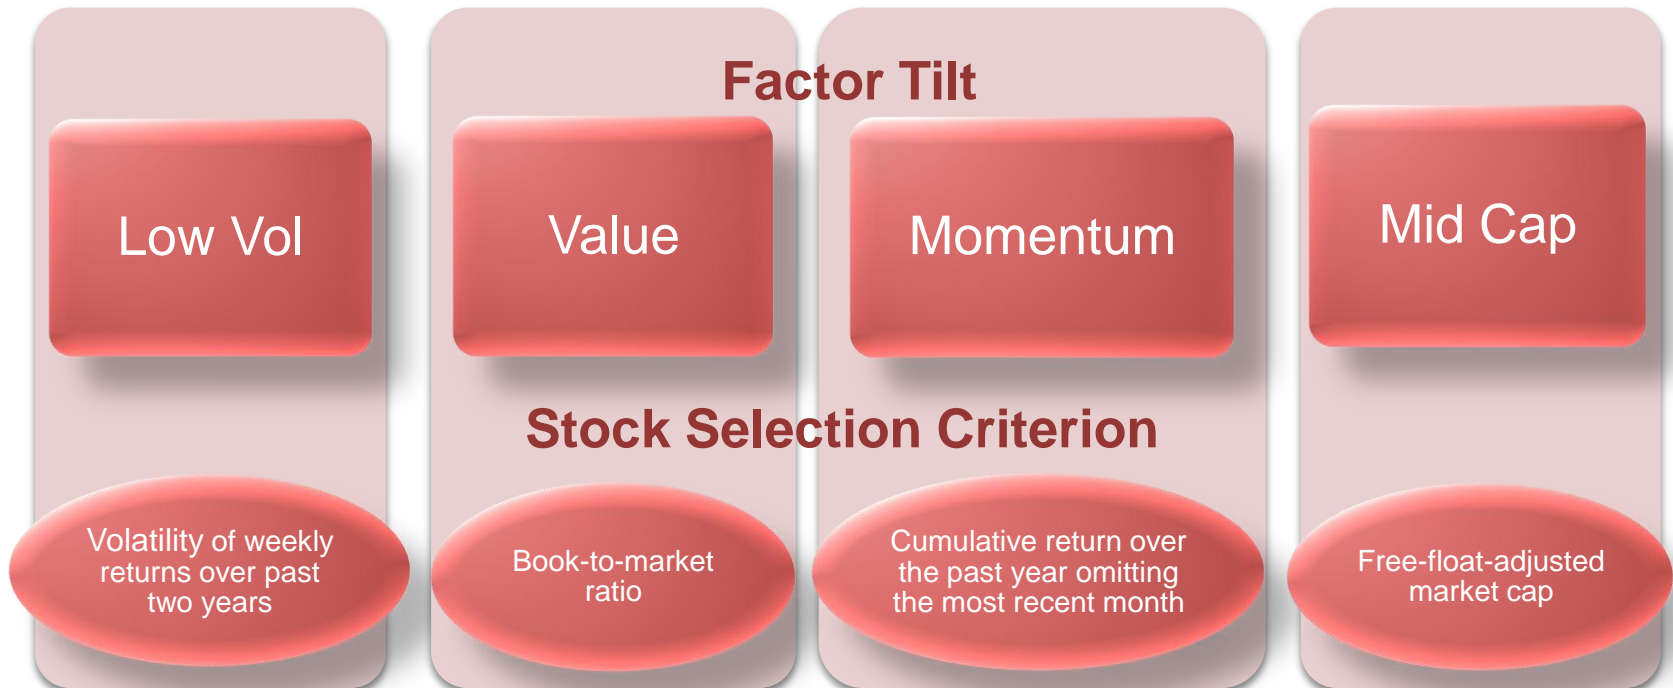 Factor Tilt
Low Vol
Value
Momentum
Mid Cap
Stock Selection Criterion
Volatility of weekly
returns over past
two years
Book-to-market
ratio
Cumulative return over
the past year omitting
the most recent month
Free-float-adjusted
market cap